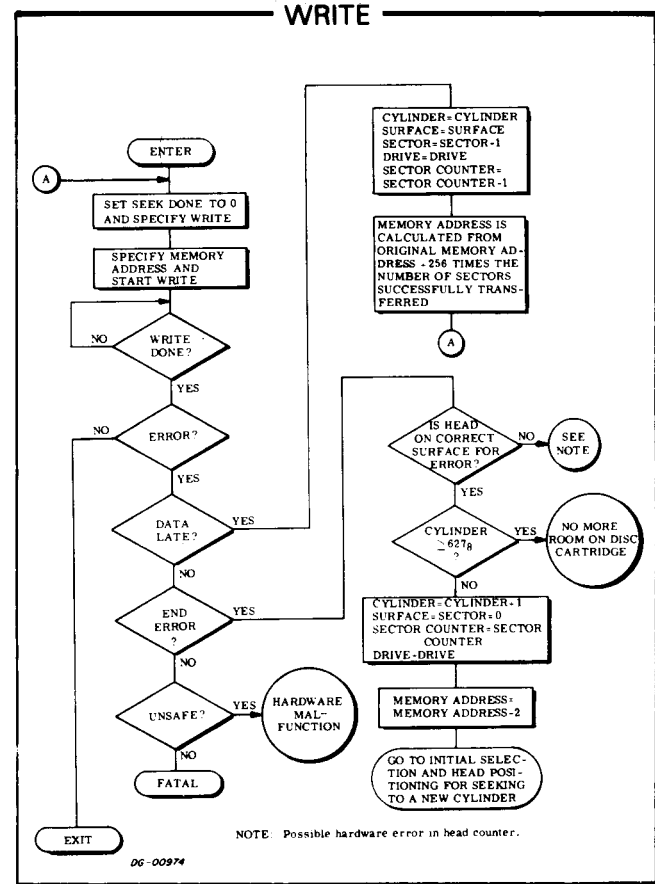 WRITE
ENTER
A
SET SEEK DONE TO 0
AND SPECIFY WRITE
SPECIFY MEMORY
ADDRESS AND
START WRITE
NO
WRITE
DONE?
YES
NO
ERROR?
YES
DATA
LATE?
YES
NO
END
ERROR
?
YES
NO
UNSAFE?
YES
HARDWARE
MAL-
FUNCTION
NO
FATAL
EXIT
CYLINDER=CYLINDER
SURFACE=SURFACE
SECTOR=SECTOR-1
DRIVE=DRIVE
SECTOR COUNTER=
SECTOR COUNTER-1
MEMORY ADDRESS IS
CALCULATED FROM
ORIGINAL MEMORY AD-
DRESS +256 TIMES THE
NUMBER OF SECTORS
SUCCESSFULLY TRANS-
FERRED
A
IS HEAD
ON CORRECT
SURFACE FOR
ERROR?
NO
SEE
NOTE
YES
CYLINDER
≥627₈
?
YES
NO MORE
ROOM ON DISC
CARTRIDGE
NO
CYLINDER=CYLINDER+1
SURFACE=SECTOR=0
SECTOR COUNTER=SECTOR
COUNTER
DRIVE=DRIVE
MEMORY ADDRESS=
MEMORY ADDRESS-2
GO TO INITIAL SELEC-
TION AND HEAD POSI-
TIONING FOR SEEKING
TO A NEW CYLINDER
NOTE: Possible hardware error in head counter.
DG-00974